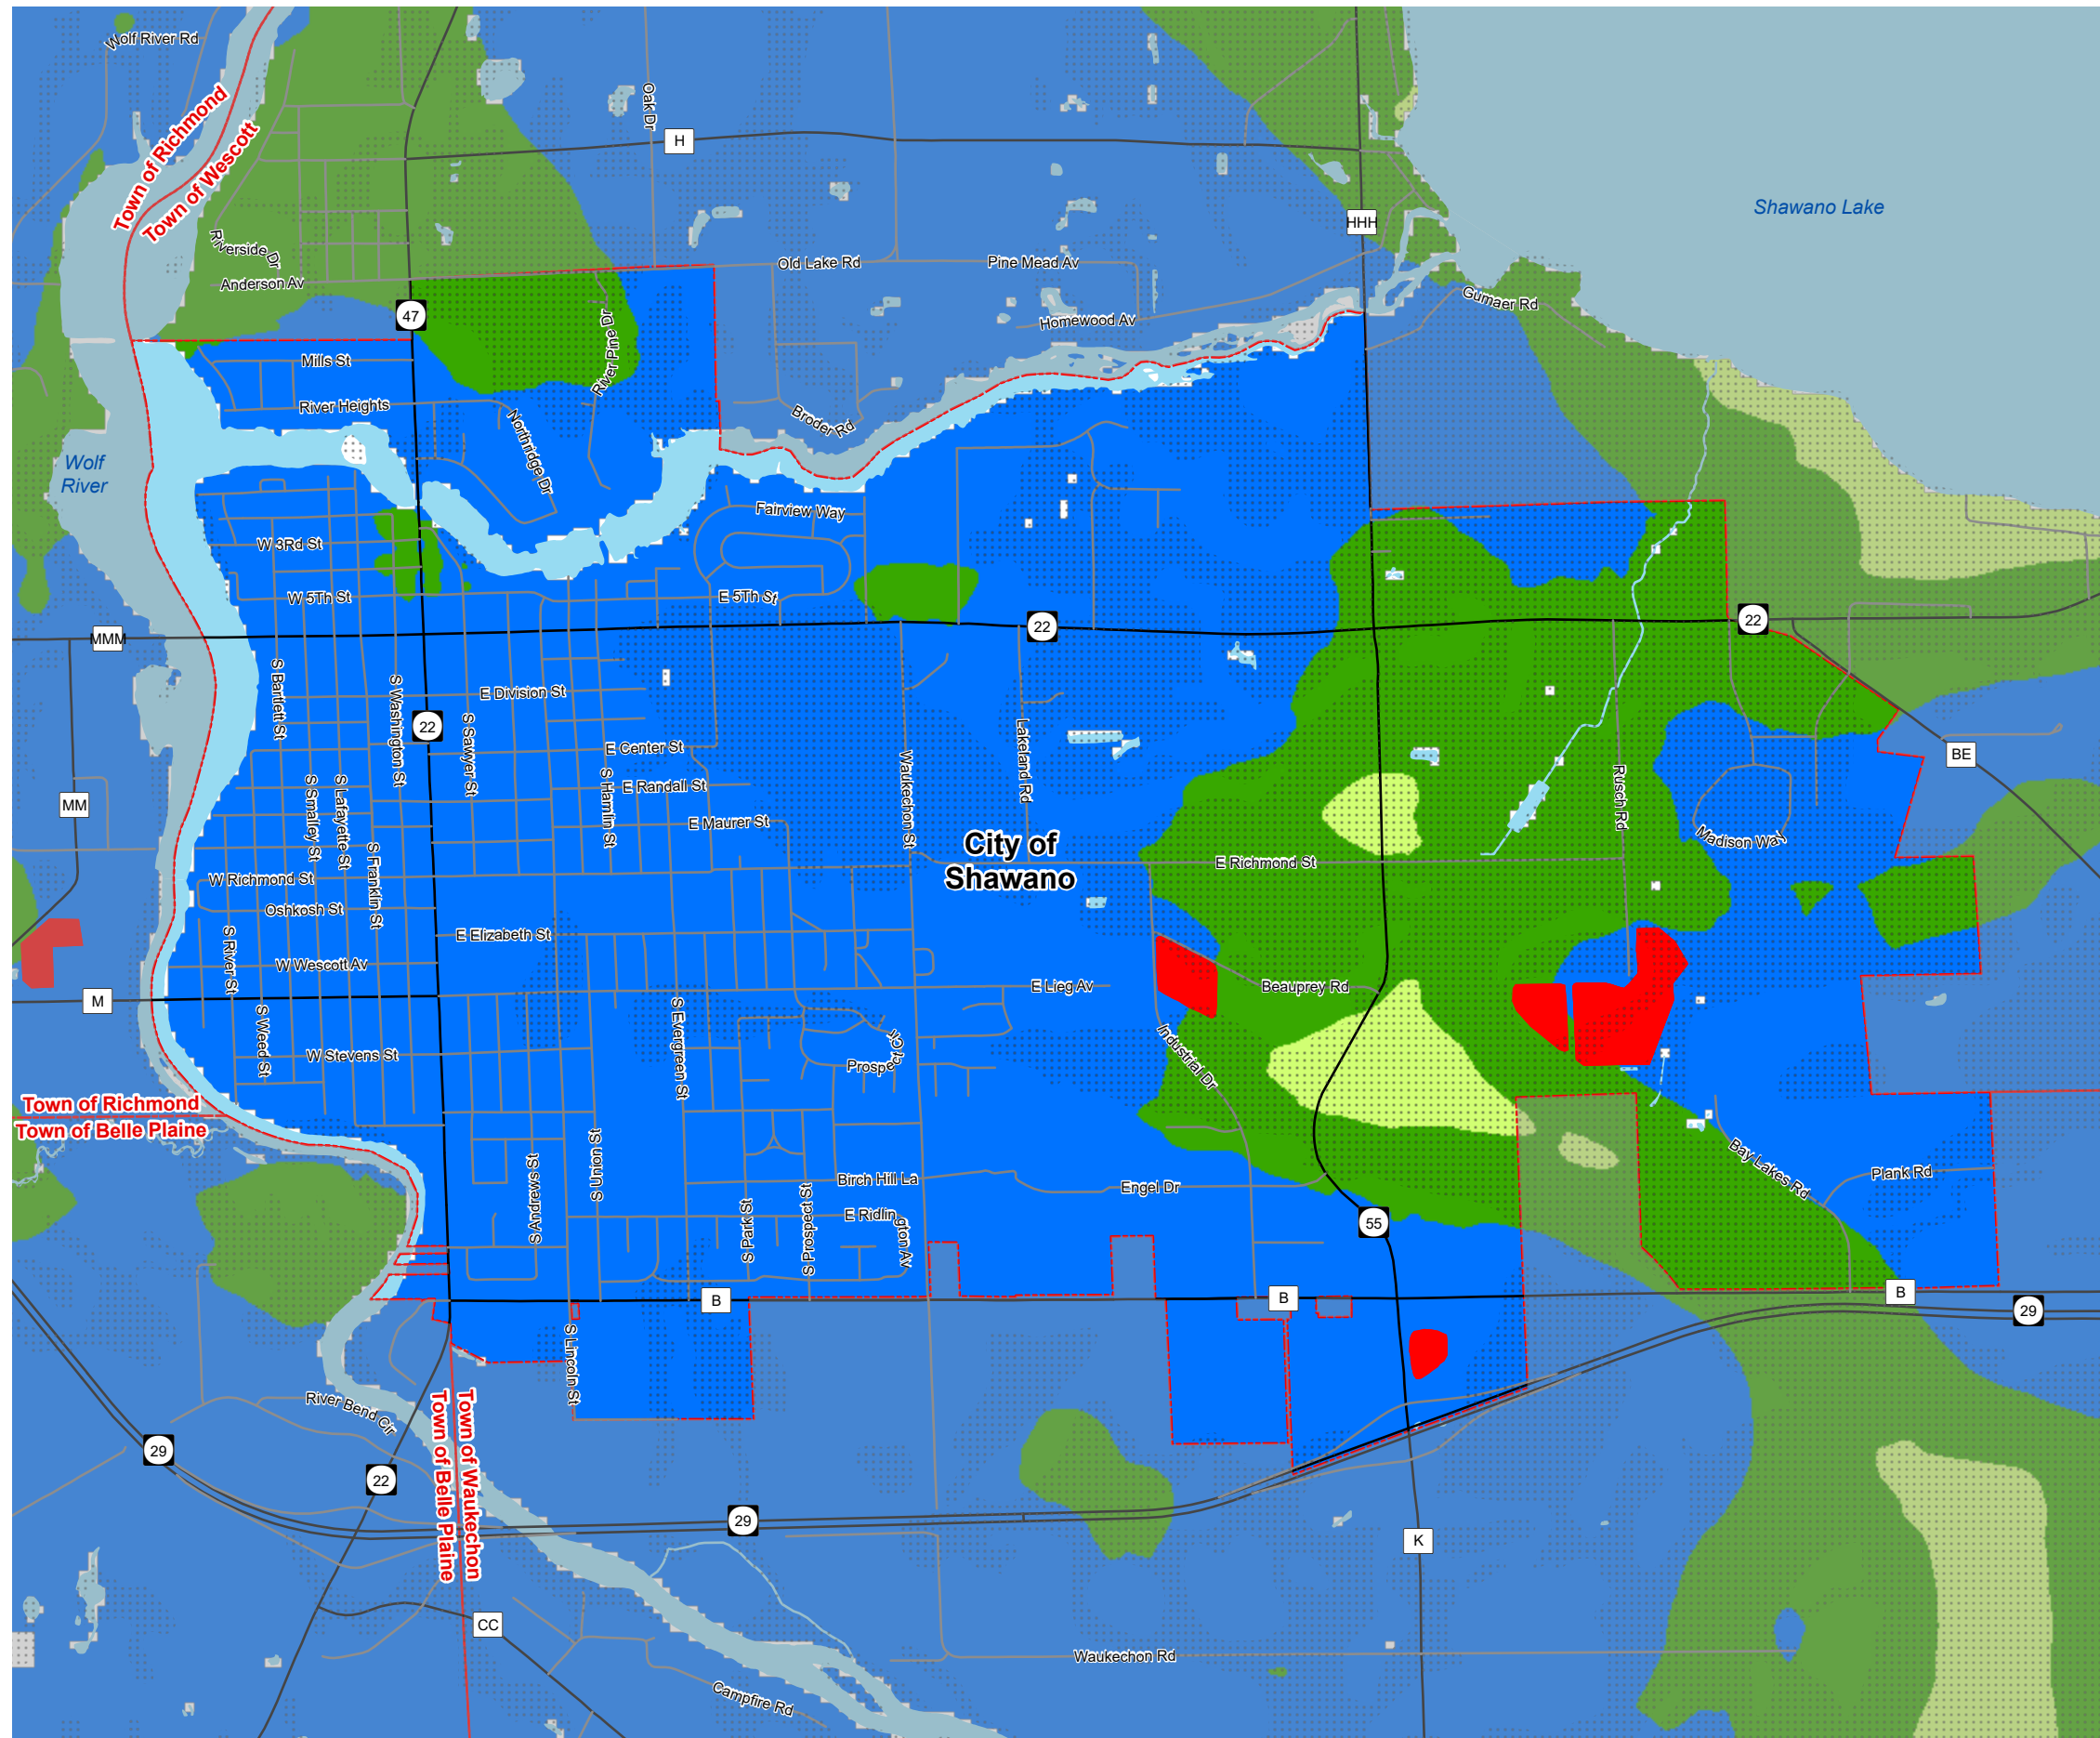 Wolf River Rd
Oak Dr
H
Town of Richmond
Town of Wescott
Shawano Lake
HHH
Riverside Dr
Anderson Av
Old Lake Rd
Pine Mead Av
Gumaer Rd
47
Homewood Av
River Pine Dr
Mills St
River Heights
Northridge Dr
Broder Rd
Wolf
River
Fairview Way
W 3Rd St
W 5Th St
E 5Th St
22
22
MMM
S Bartlett St
S Washington St
E Division St
22
S Sawyer St
E Center St
Lakeland Rd
Waukechon St
BE
MM
S Smalley St
S Lafayette St
S Hamlin St
E Randall St
Rusch Rd
E Maurer St
Madison Way
City of
Shawano
E Richmond St
S Franklin St
W Richmond St
Oshkosh St
S River St
E Elizabeth St
W Wescott Av
E Lieg Av
Beauprey Rd
M
S Weed St
S Evergreen St
Prospect Cir
Industrial Dr
W Stevens St
Town of Richmond
Town of Belle Plaine
S Andrews St
S Union St
Birch Hill La
Engel Dr
Bay Lakes Rd
Plank Rd
S Park St
S Prospect St
E Ridlington Av
55
B
B
B
29
S Lincoln St
River Bend Cir
Town of Belle Plaine
Town of Waukechon
29
22
29
K
CC
Waukechon Rd
Campfire Rd